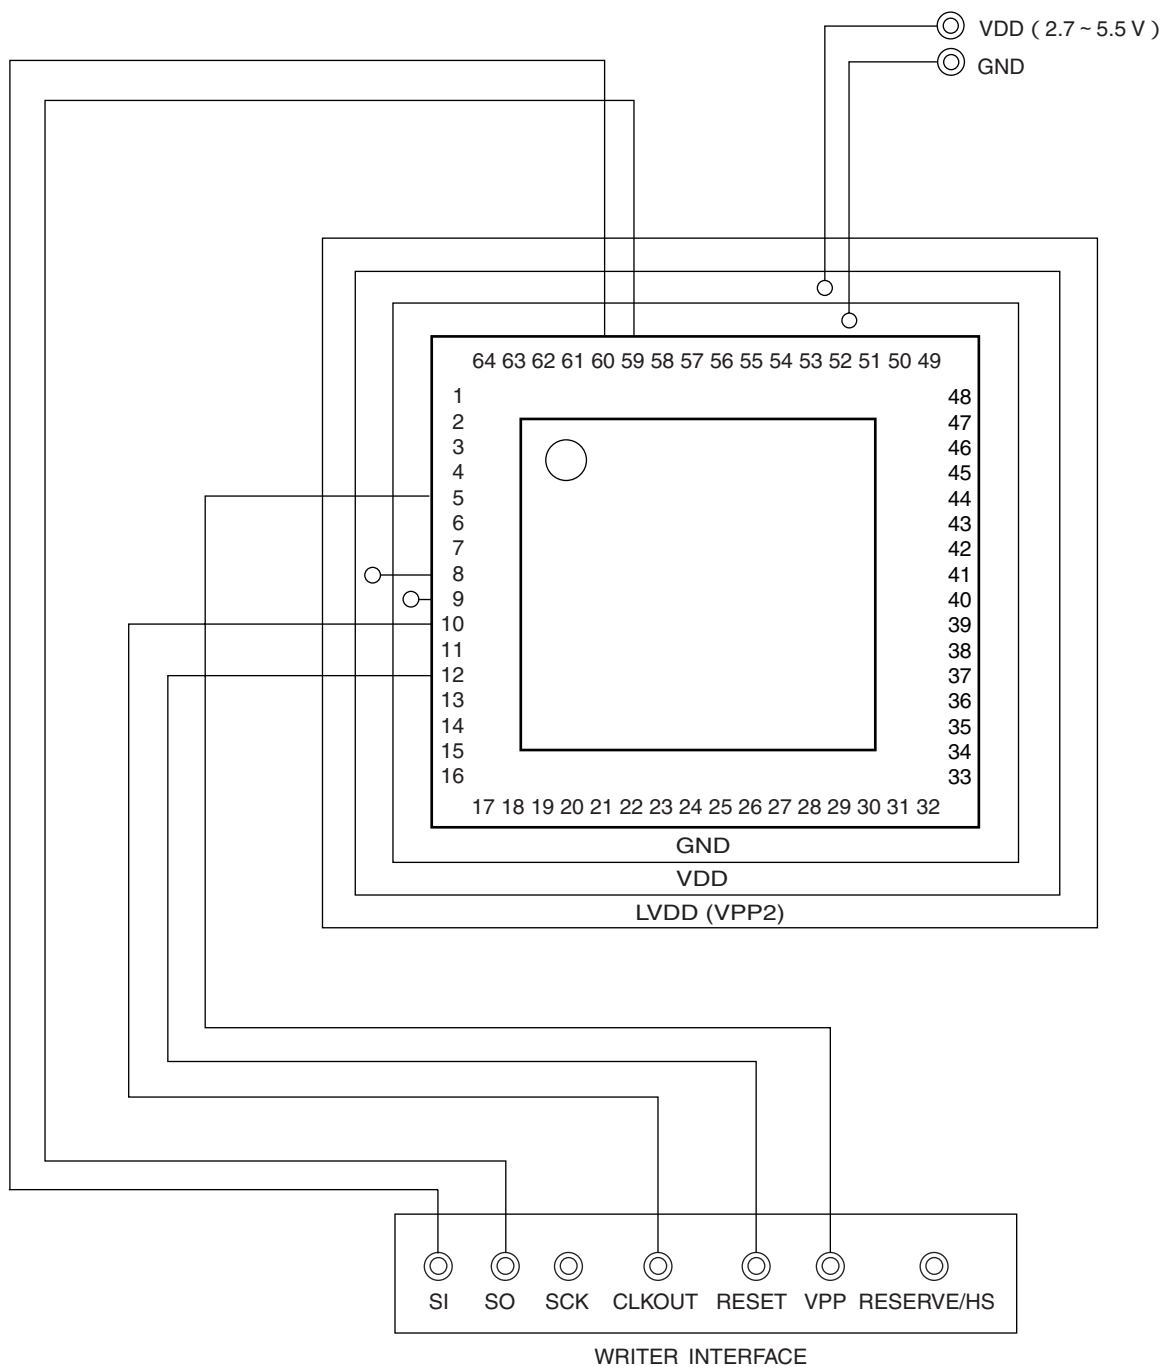 VDD ( 2.7 ~ 5.5 V )
GND
64 63 62 61 60 59 58 57 56 55 54 53 52 51 50 49
1 48
2 47
3 46
4 45
5 44
6 43
7 42
8 41
9 40
10 39
11 38
12 37
13 36
14 35
15 34
16 33
17 18 19 20 21 22 23 24 25 26 27 28 29 30 31 32
GND
VDD
LVDD (VPP2)
SI SO SCK CLKOUT RESET VPP RESERVE/HS
WRITER INTERFACE